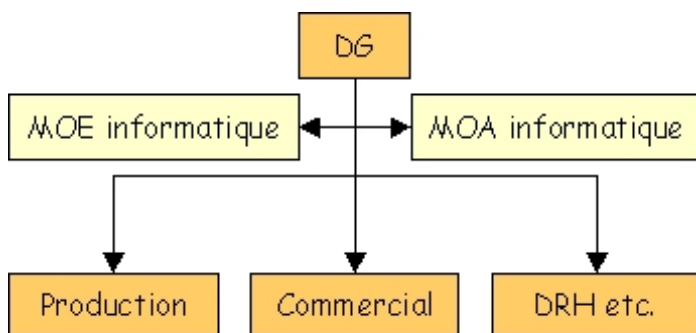 DG
MOE informatique
MOA informatique
Production
Commercial
DRH etc.